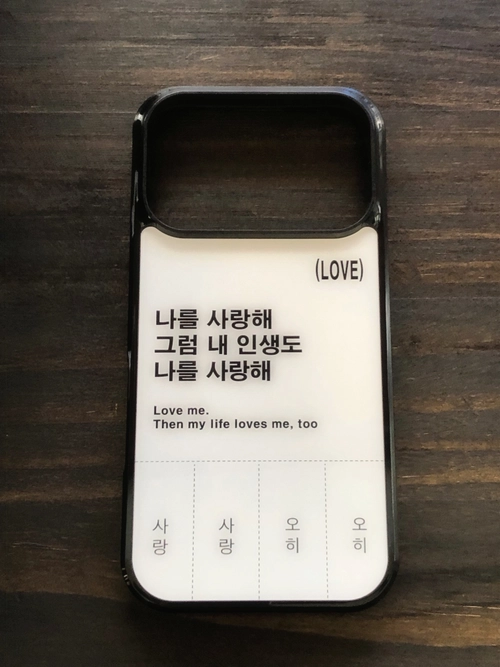 (LOVE)
나를 사랑해
그럼 내 인생도
나를 사랑해
Love me.
Then my life loves me, too
사랑
사랑
오히
오히